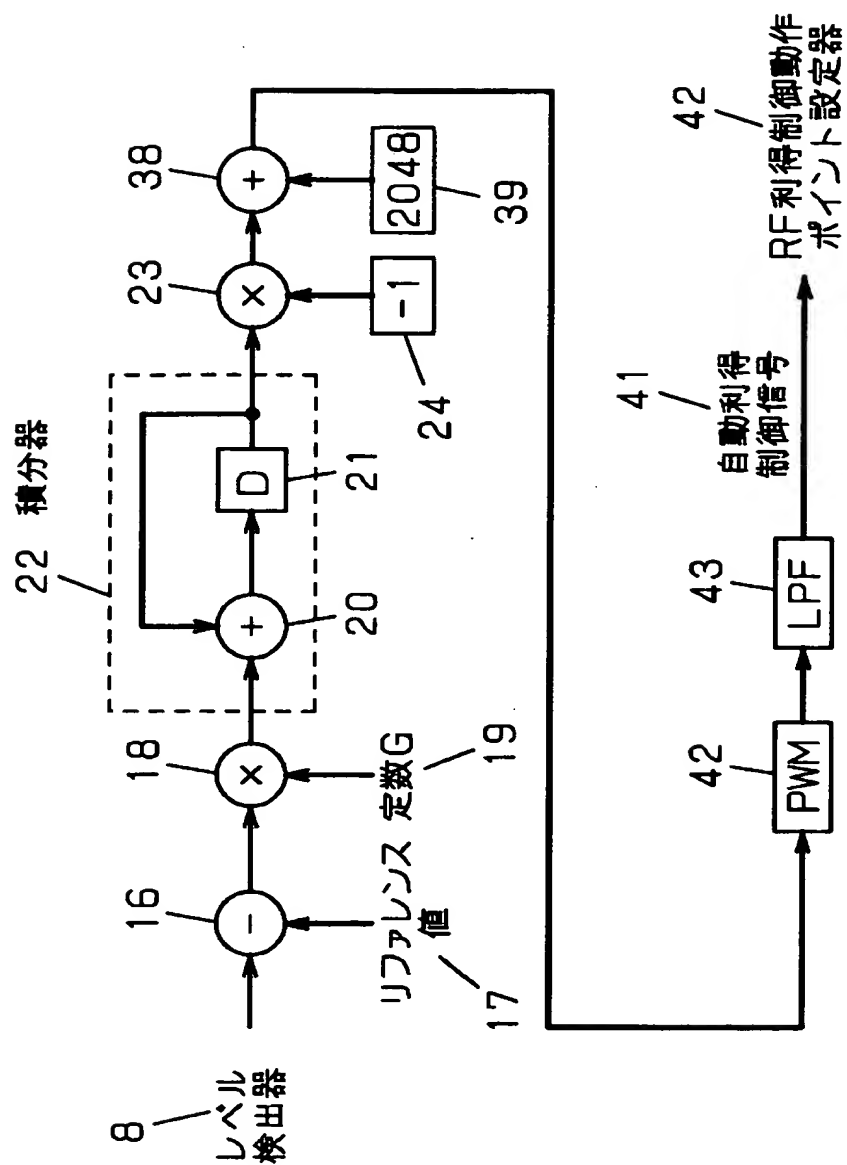 8
レベル
検出器
16
−
リファレンス
値
17
18
×
定数G
19
22 積分器
20
+
21
D
23
×
-1
24
38
+
2048
39
42
PWM
43
LPF
41
自動利得
制御信号
42
RF利得制御動作
ポイント設定器